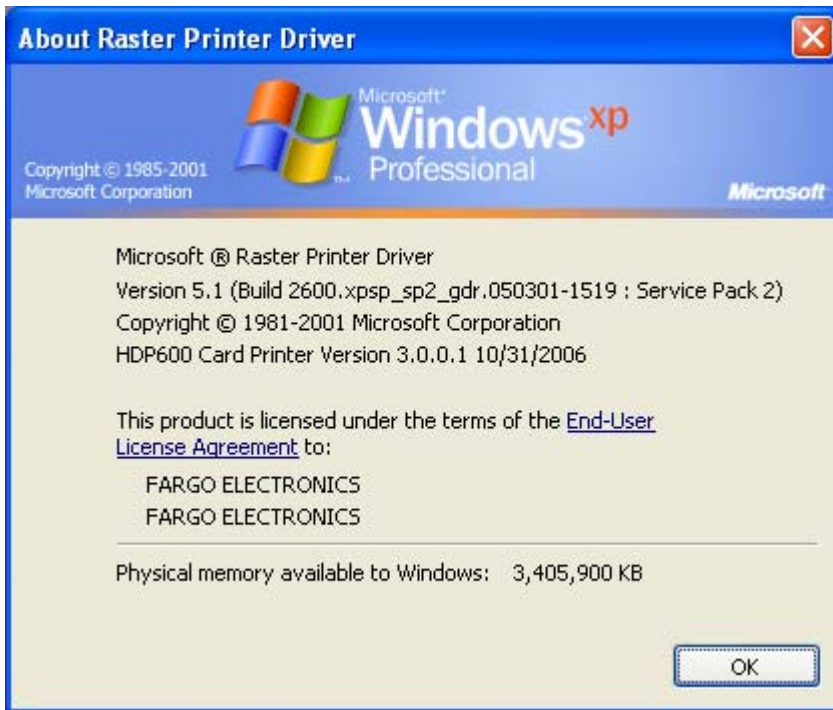 About Raster Printer Driver
Microsoft®
Windows xp
Professional
Copyright © 1985-2001
Microsoft Corporation
Microsoft
Microsoft ® Raster Printer Driver
Version 5.1 (Build 2600.xpsp_sp2_gdr.050301-1519 : Service Pack 2)
Copyright © 1981-2001 Microsoft Corporation
HDP600 Card Printer Version 3.0.0.1 10/31/2006
This product is licensed under the terms of the End-User
License Agreement to:
FARGO ELECTRONICS
FARGO ELECTRONICS
Physical memory available to Windows: 3,405,900 KB
OK